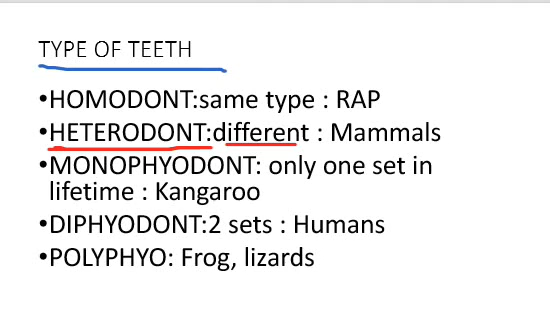 TYPE OF TEETH
•HOMODONT:same type : RAP
•HETERODONT:different : Mammals
•MONOPHYODONT: only one set in
lifetime : Kangaroo
•DIPHYODONT:2 sets : Humans
•POLYPHYO: Frog, lizards